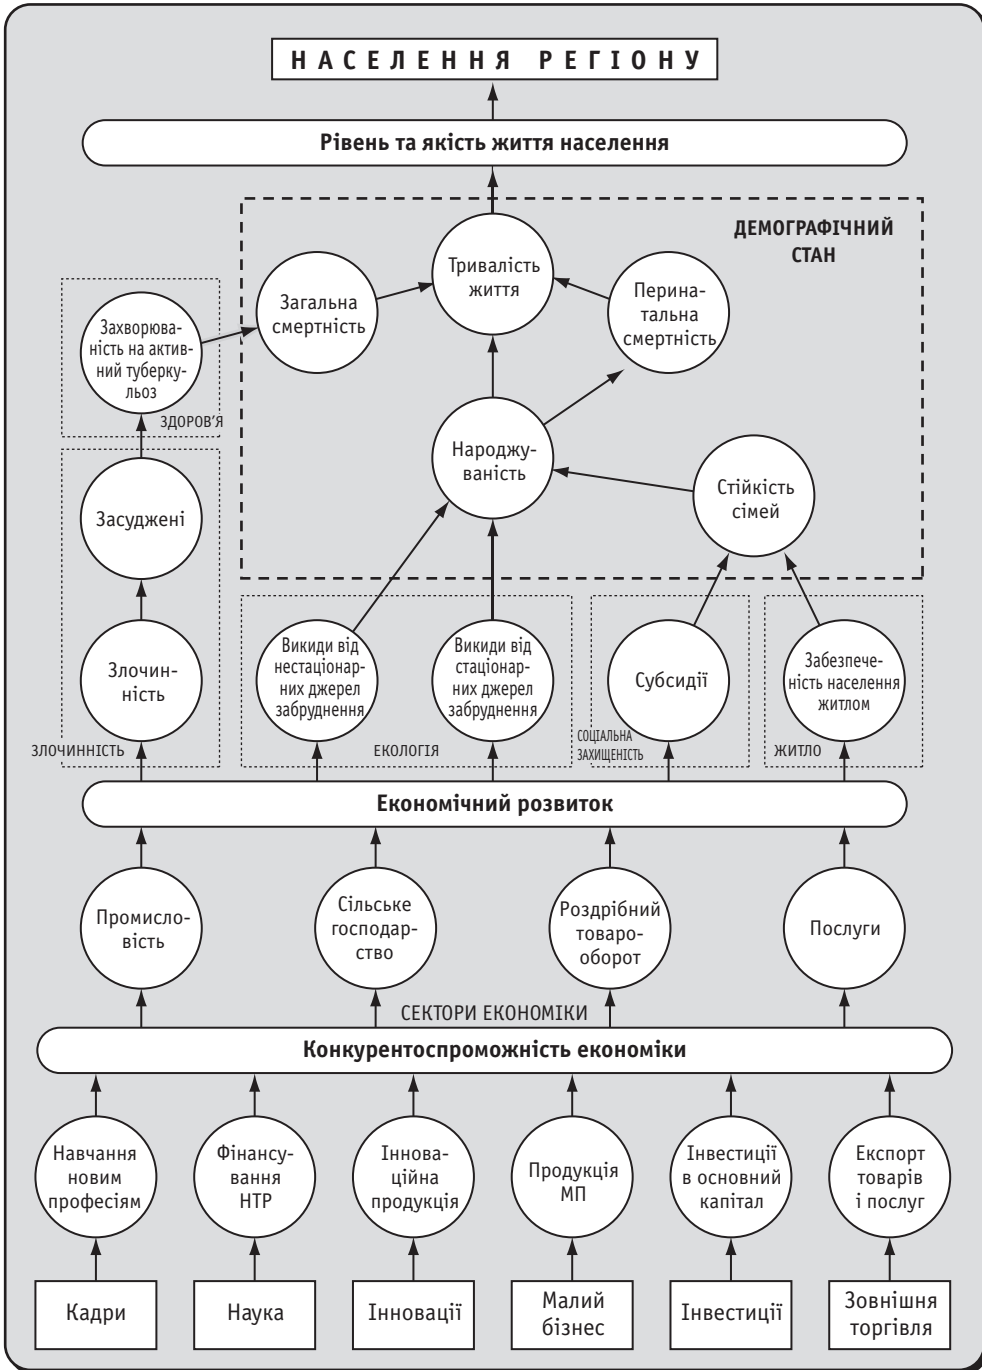 НАСЕЛЕННЯ РЕГІОНУ
Рівень та якість життя населення
ДЕМОГРАФІЧНИЙ
СТАН
Тривалість
життя
Загальна
смертність
Перина-
тальна
смертність
Захворюва-
ність на актив-
ний туберку-
льоз
ЗДОРОВ'Я
Народжу-
ваність
Стійкість
сімей
Засуджені
Злочин-
ність
ЗЛОЧИННІСТЬ
Викиди від
нестаціонар-
них джерел
забруднення
Викиди від
стаціонар-
них джерел
забруднення
ЕКОЛОГІЯ
Субсидії
СОЦІАЛЬНА
ЗАХИЩЕНІСТЬ
Забезпече-
ність населення
житлом
ЖИТЛО
Економічний розвиток
Промисло-
вість
Сільське
господар-
ство
Роздрібний
товаро-
оборот
Послуги
СЕКТОРИ ЕКОНОМІКИ
Конкурентоспроможність економіки
Навчання
новим
професіям
Фінансу-
вання
НТР
Іннова-
ційна
продукція
Продукція
МП
Інвестиції
в основний
капітал
Експорт
товарів
і послуг
Кадри
Наука
Інновації
Малий
бізнес
Інвестиції
Зовнішня
торгівля